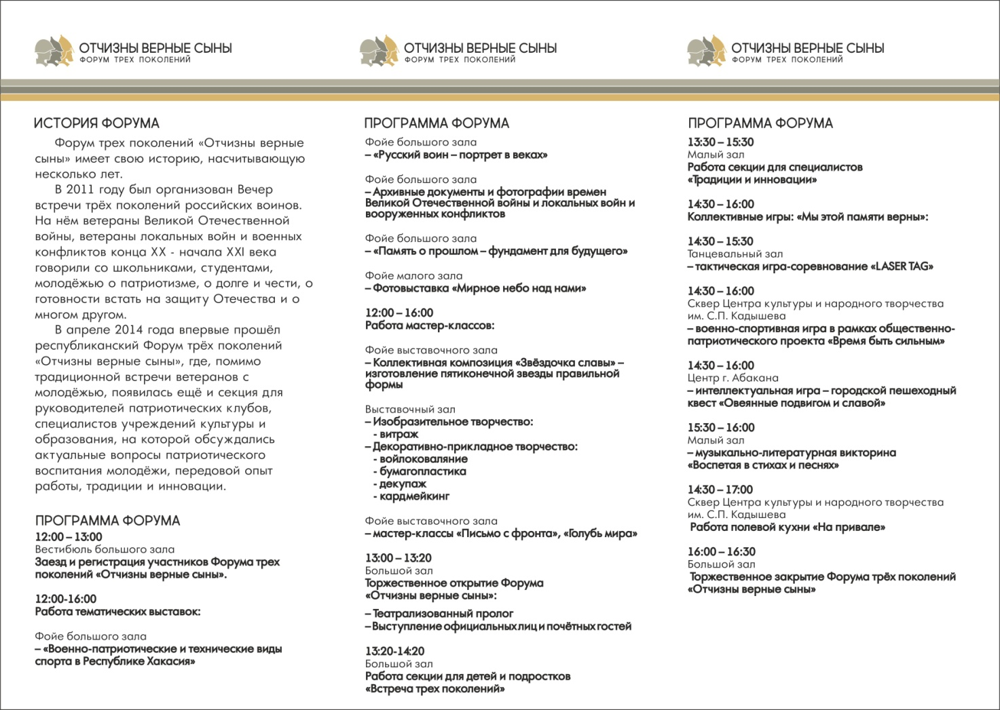 ОТЧИЗНЫ ВЕРНЫЕ СЫНЫ
ФОРУМ ТРЕХ ПОКОЛЕНИЙ
ИСТОРИЯ ФОРУМА
Форум трех поколений «Отчизны верные
сыны» имеет свою историю, насчитывающую
несколько лет.
В 2011 году был организован Вечер
встречи трёх поколений российских воинов.
На нём ветераны Великой Отечественной
войны, ветераны локальных войн и военных
конфликтов конца XX - начала XXI века
говорили со школьниками, студентами,
молодёжью о патриотизме, о долге и чести, о
готовности встать на защиту Отечества и о
многом другом.
В апреле 2014 года впервые прошёл
республиканский Форум трёх поколений
«Отчизны верные сыны», где, помимо
традиционной встречи ветеранов с
молодёжью, появилась ещё и секция для
руководителей патриотических клубов,
специалистов учреждений культуры и
образования, на которой обсуждались
актуальные вопросы патриотического
воспитания молодёжи, передовой опыт
работы, традиции и инновации.
ПРОГРАММА ФОРУМА
12:00 – 13:00
Вестибюль большого зала
Заезд и регистрация участников Форума трех
поколений «Отчизны верные сыны».
12:00-16:00
Работа тематических выставок:
Фойе большого зала
– «Военно-патриотические и технические виды
спорта в Республике Хакасия»
ОТЧИЗНЫ ВЕРНЫЕ СЫНЫ
ФОРУМ ТРЕХ ПОКОЛЕНИЙ
ПРОГРАММА ФОРУМА
Фойе большого зала
– «Русский воин – портрет в веках»
Фойе большого зала
– Архивные документы и фотографии времен
Великой Отечественной войны и локальных войн и
вооруженных конфликтов
Фойе большого зала
– «Память о прошлом – фундамент для будущего»
Фойе малого зала
– Фотовыставка «Мирное небо над нами»
12:00 – 16:00
Работа мастер-классов:
Фойе выставочного зала
– Коллективная композиция «Звёздочка славы» –
изготовление пятиконечной звезды правильной
формы
Выставочный зал
– Изобразительное творчество:
- витраж
– Декоративно-прикладное творчество:
- войлоковаляние
- бумагопластика
- декупаж
- кардмейкинг
Фойе выставочного зала
– мастер-классы «Письмо с фронта», «Голубь мира»
13:00 – 13:20
Большой зал
Торжественное открытие Форума
«Отчизны верные сыны»:
– Театрализованный пролог
– Выступление официальных лиц и почётных гостей
13:20-14:20
Большой зал
Работа секции для детей и подростков
«Встреча трех поколений»
ОТЧИЗНЫ ВЕРНЫЕ СЫНЫ
ФОРУМ ТРЕХ ПОКОЛЕНИЙ
ПРОГРАММА ФОРУМА
13:30 – 15:30
Малый зал
Работа секции для специалистов
«Традиции и инновации»
14:30 – 16:00
Коллективные игры: «Мы этой памяти верны»:
14:30 – 15:30
Танцевальный зал
– тактическая игра-соревнование «LASER TAG»
14:30 – 16:00
Сквер Центра культуры и народного творчества
им. С.П. Кадышева
– военно-спортивная игра в рамках общественно-
патриотического проекта «Время быть сильным»
14:30 – 16:00
Центр г. Абакана
– интеллектуальная игра – городской пешеходный
квест «Овеянные подвигом и славой»
15:30 – 16:00
Малый зал
– музыкально-литературная викторина
«Воспетая в стихах и песнях»
14:30 – 17:00
Сквер Центра культуры и народного творчества
им. С.П. Кадышева
Работа полевой кухни «На привале»
16:00 – 16:30
Большой зал
Торжественное закрытие Форума трёх поколений
«Отчизны верные сыны»